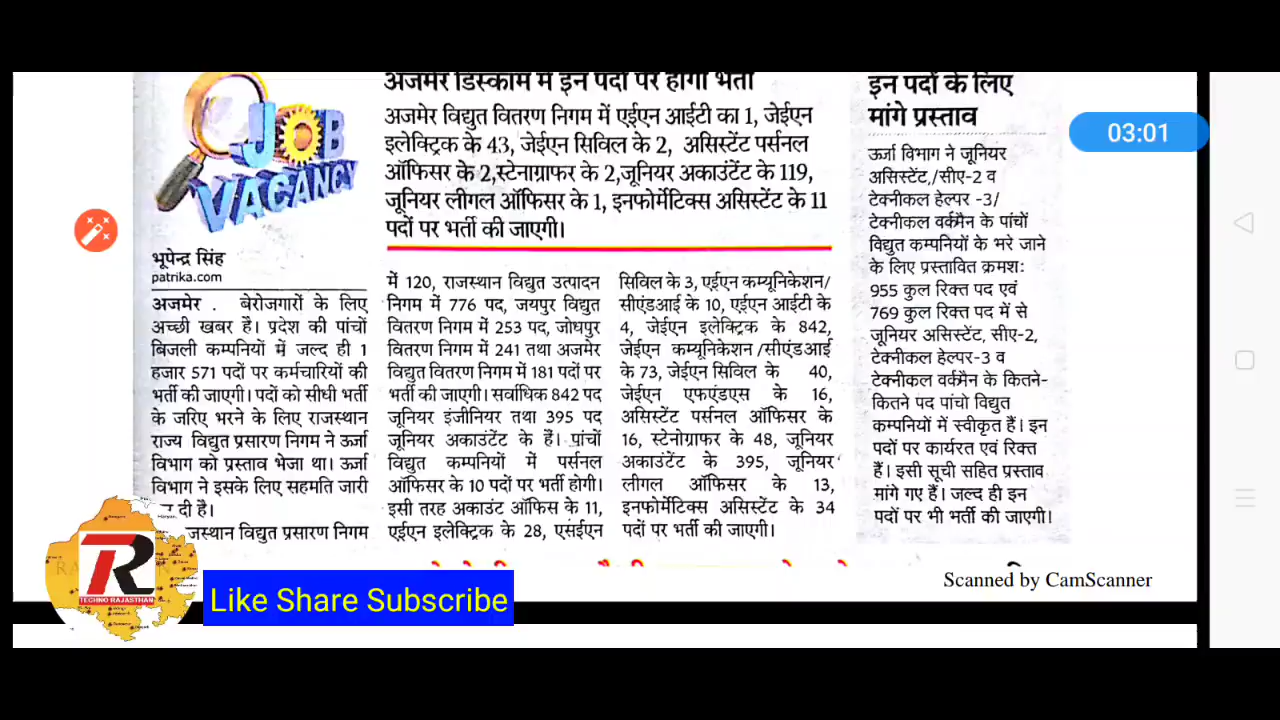 अजमेर डिस्कॉम में इन पदों पर होगी भर्ती
अजमेर विद्युत वितरण निगम में एईएन आईटी का 1, जेईएन
इलेक्ट्रिक के 43, जेईएन सिविल के 2, असिस्टेंट पर्सनल
ऑफिसर के 2,स्टेनाग्राफर के 2,जूनियर अकाउंटेंट के 119,
जूनियर लीगल ऑफिसर के 1, इनफोर्मेटिक्स असिस्टेंट के 11
पदों पर भर्ती की जाएगी।
JOB
VACANCY
भूपेन्द्र सिंह
patrika.com
अजमेर . बेरोजगारों के लिए
अच्छी खबर है। प्रदेश की पांचों
बिजली कम्पनियों में जल्द ही 1
हजार 571 पदों पर कर्मचारियों की
भर्ती की जाएगी। पदों को सीधी भर्ती
के जरिए भरने के लिए राजस्थान
राज्य विद्युत प्रसारण निगम ने ऊर्जा
विभाग को प्रस्ताव भेजा था। ऊर्जा
विभाग ने इसके लिए सहमति जारी
दी है।
जस्थान विद्युत प्रसारण निगम
में 120, राजस्थान विद्युत उत्पादन
निगम में 776 पद, जयपुर विद्युत
वितरण निगम में 253 पद, जोधपुर
वितरण निगम में 241 तथा अजमेर
विद्युत वितरण निगम में 181 पदों पर
भर्ती की जाएगी। सर्वाधिक 842 पद
जूनियर इंजीनियर तथा 395 पद
जूनियर अकाउंटेंट के है। पांचों
विद्युत कम्पनियों में पर्सनल
ऑफिसर के 10 पदों पर भर्ती होगी।
इसी तरह अकाउंट ऑफिस के 11,
एईएन इलेक्ट्रिक के 28, एसईएन
सिविल के 3, एईएन कम्यूनिकेशन/
सीएंडआई के 10, एईएन आईटी के
4, जेईएन इलेक्ट्रिक के 842,
जेईएन कम्यूनिकेशन /सीएंडआई
के 73, जेईएन सिविल के 40,
जेईएन एफएंडएस के 16,
असिस्टेंट पर्सनल ऑफिसर के
16, स्टेनोग्राफर के 48, जूनियर
अकाउंटेंट के 395, जूनियर
लीगल ऑफिसर के 13,
इनफोर्मेटिक्स असिस्टेंट के 34
पदों पर भर्ती की जाएगी।
इन पदों के लिए
मांगे प्रस्ताव
ऊर्जा विभाग ने जूनियर
असिस्टेंट,/सीए-2 व
टेक्नीकल हेल्पर -3/
टेक्नीकल वर्कमैन के पांचों
विद्युत कम्पनियों के भरे जाने
के लिए प्रस्तावित क्रमश:
955 कुल रिक्त पद एवं
769 कुल रिक्त पद में से
जूनियर असिस्टेंट, सीए-2,
टेक्नीकल हेल्पर-3 व
टेक्नीकल वर्कमैन के कितने-
कितने पद पांचो विद्युत
कम्पनियों में स्वीकृत हैं। इन
पदों पर कार्यरत एवं रिक्त
हैं। इसी सूची सहित प्रस्ताव
मांगे गए हैं। जल्द ही इन
पदों पर भी भर्ती की जाएगी।
03:01
Scanned by CamScanner
TR
TECHNO RAJASTHAN
Like Share Subscribe